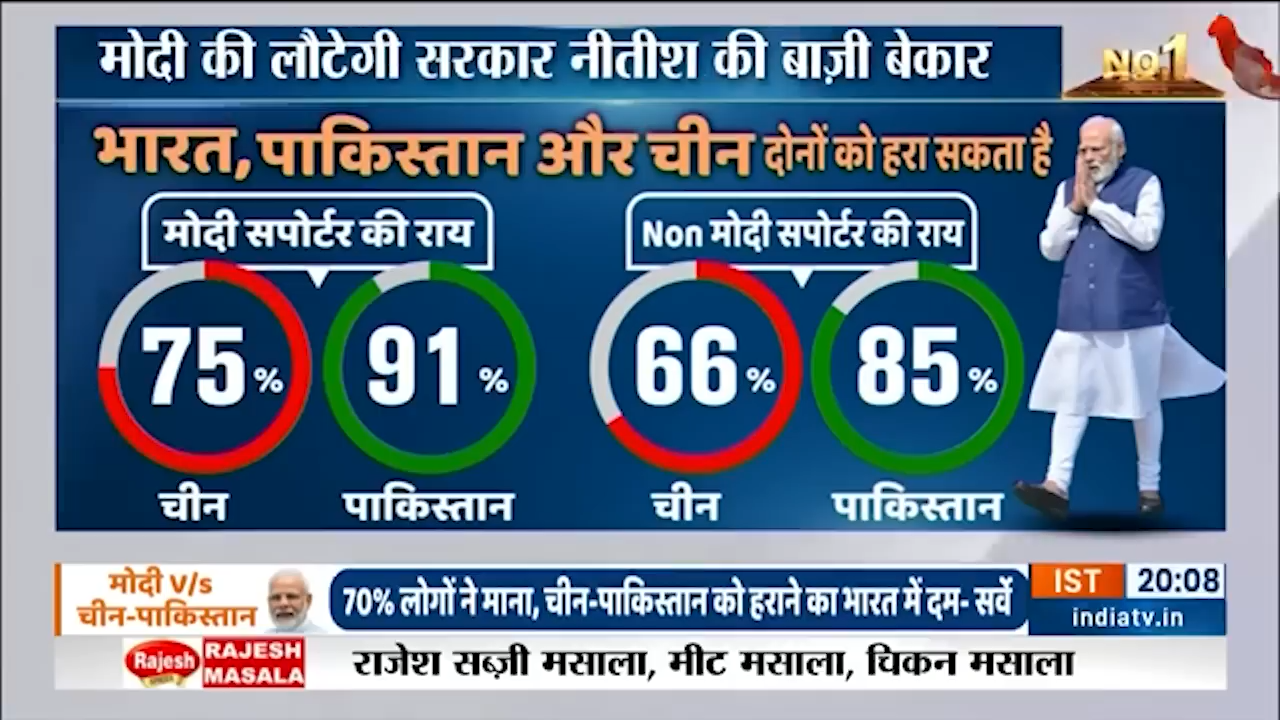 मोदी की लौटेगी सरकार नीतीश की बाज़ी बेकार
No1
भारत, पाकिस्तान और चीन दोनों को हरा सकता है
मोदी सपोर्टर की राय
Non मोदी सपोर्टर की राय
75%
91%
66%
85%
चीन
पाकिस्तान
चीन
पाकिस्तान
मोदी V/s
चीन-पाकिस्तान
70% लोगों ने माना, चीन-पाकिस्तान को हराने का भारत में दम- सर्वे
IST 20:08
indiatv.in
Rajesh
RAJESH
MASALA
राजेश सब्ज़ी मसाला, मीट मसाला, चिकन मसाला